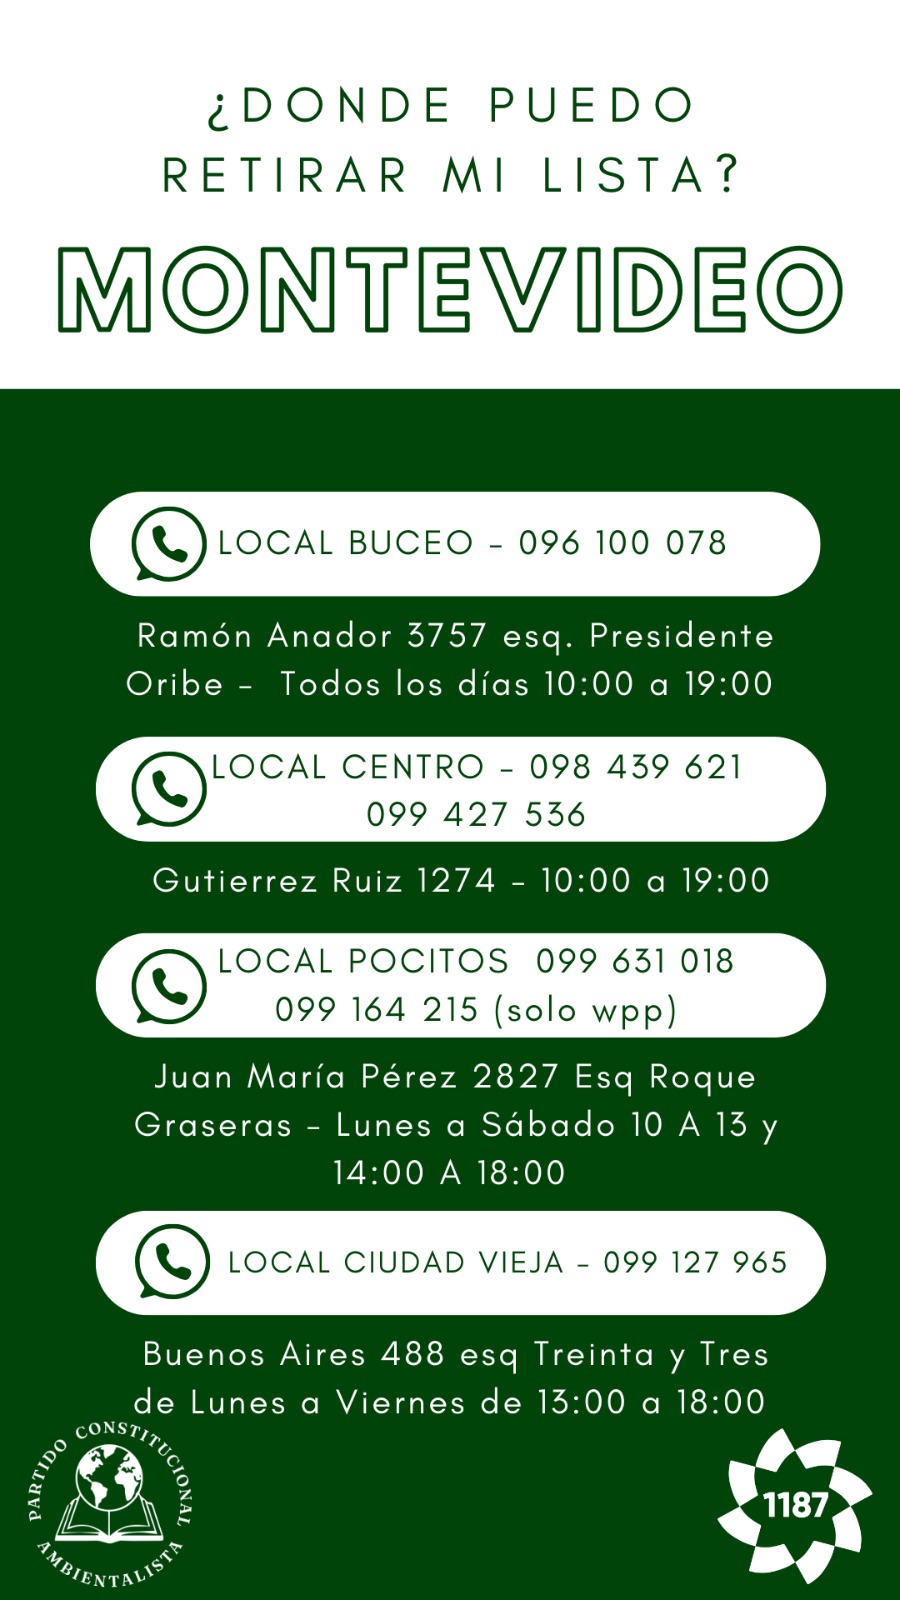 ¿DONDE PUEDO
RETIRAR MI LISTA?
MONTEVIDEO
LOCAL BUCEO - 096 100 078
Ramón Anador 3757 esq. Presidente
Oribe - Todos los días 10:00 a 19:00
LOCAL CENTRO - 098 439 621
099 427 536
Gutierrez Ruiz 1274 - 10:00 a 19:00
LOCAL POCITOS 099 631 018
099 164 215 (solo wpp)
Juan María Pérez 2827 Esq Roque
Graseras - Lunes a Sábado 10 A 13 y
14:00 A 18:00
LOCAL CIUDAD VIEJA - 099 127 965
Buenos Aires 488 esq Treinta y Tres
de Lunes a Viernes de 13:00 a 18:00
PARTIDO CONSTITUCIONAL
AMBIENTALISTA
1187